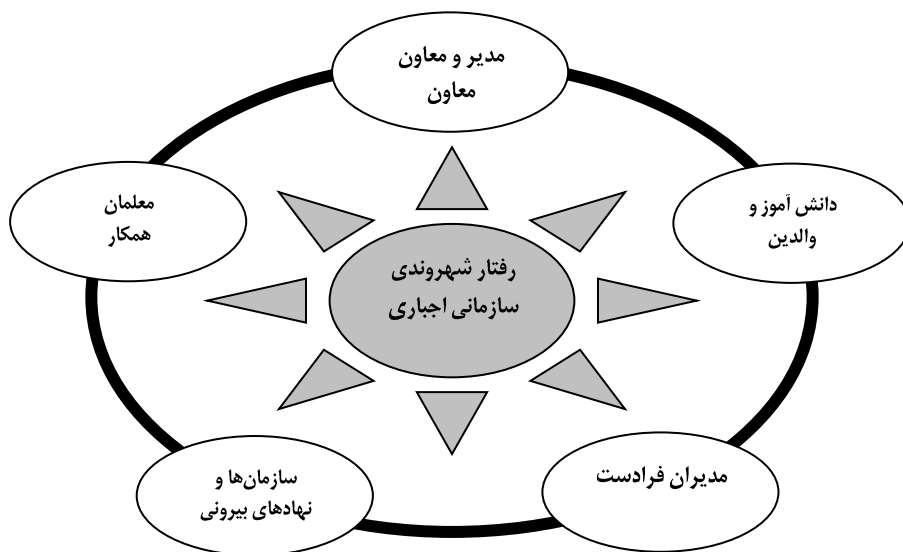 مدیر و معاون
معاون
دانش آموز و
والدین
معلمان
همکار
رفتار شهروندی
سازمانی اجباری
مدیران فرادست
سازمان‌ها و
نهادهای بیرونی